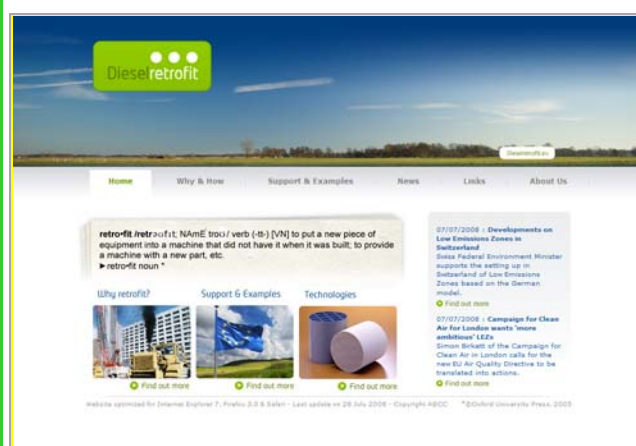 Dieselretrofit
Dieselretrofit.eu
Home Why & How Support & Examples News Links About Us
retro•fit /retrəʊfɪt; NAmE troʊ/ verb (-tt-) [VN] to put a new piece of
equipment into a machine that did not have it when it was built; to provide
a machine with a new part, etc.
▶ retro•fit noun *
Why retrofit?
Find out more
Support & Examples
Find out more
Technologies
Find out more
07/07/2008 : Developments on
Low Emissions Zones in
Switzerland
Swiss Federal Environment Minister
supports the setting up in
Switzerland of Low Emissions
Zones based on the German
model.
Find out more
07/07/2008 : Campaign for Clean
Air for London wants 'more
ambitious' LEZs
Simon Birkett of the Campaign for
Clean Air in London calls for the
new EU Air Quality Directive to be
translated into actions.
Find out more
Website optimized for Internet Explorer 7, Firefox 3.0 & Safari - Last update on 28 July 2008 - Copyright AECC *©Oxford University Press, 2005